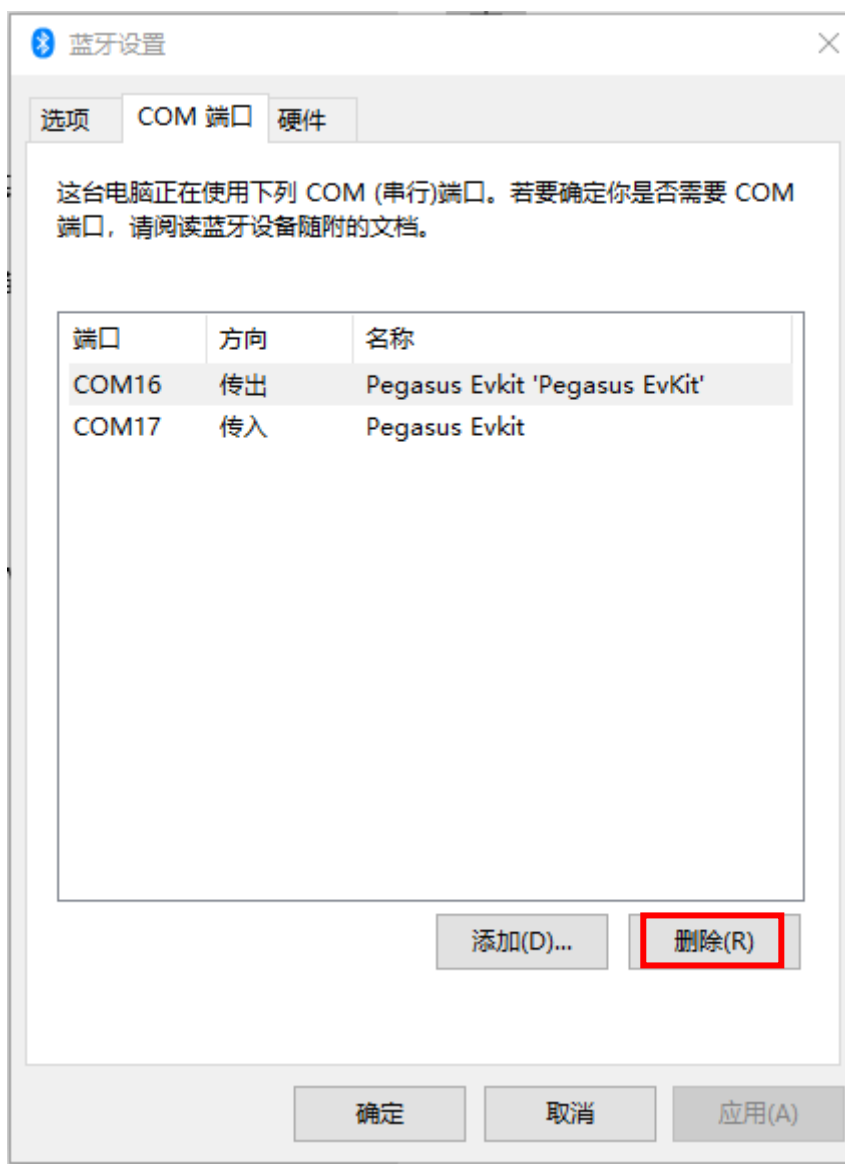 蓝牙设置
选项 COM 端口 硬件
这台电脑正在使用下列 COM (串行)端口。若要确定你是否需要 COM
端口，请阅读蓝牙设备随附的文档。
端口 方向 名称
COM16 传出 Pegasus Evkit 'Pegasus EvKit'
COM17 传入 Pegasus Evkit
添加(D)... 删除(R)
确定 取消 应用(A)